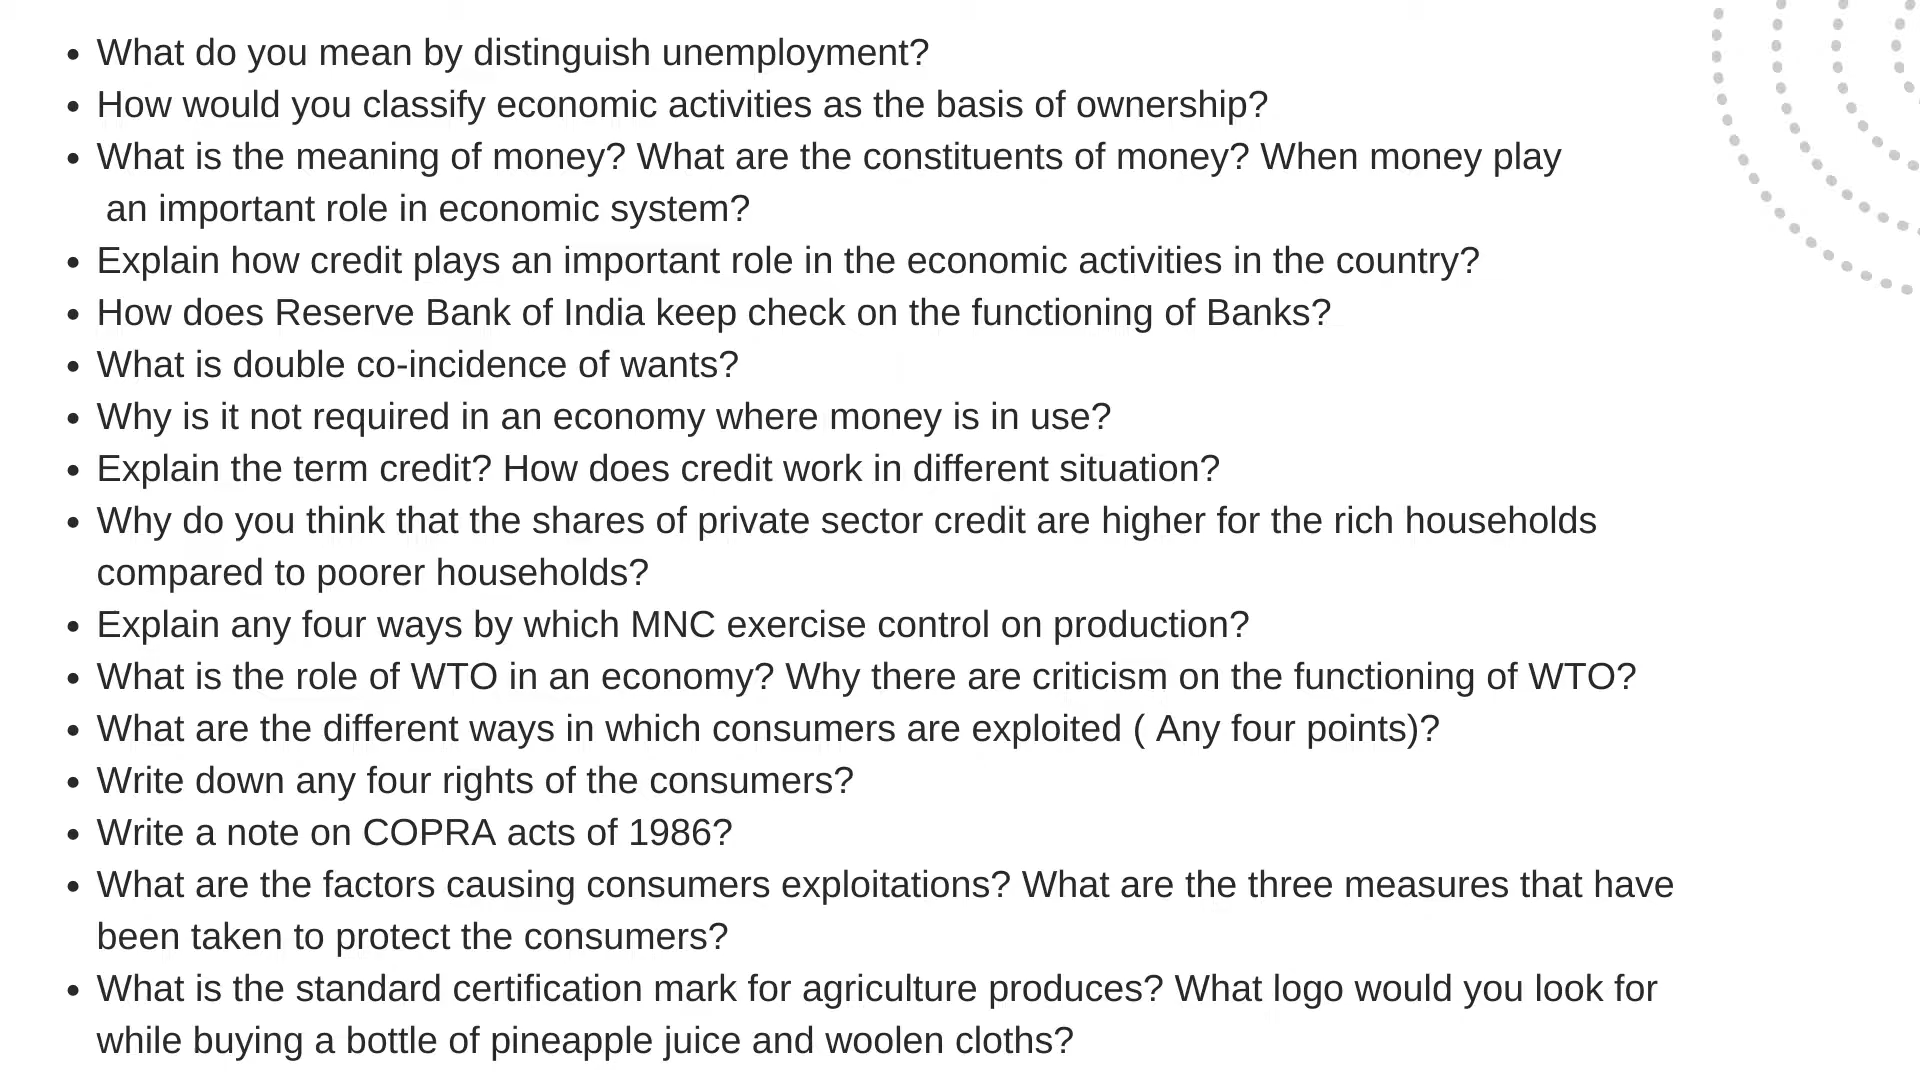 • What do you mean by distinguish unemployment?
• How would you classify economic activities as the basis of ownership?
• What is the meaning of money? What are the constituents of money? When money play
an important role in economic system?
• Explain how credit plays an important role in the economic activities in the country?
• How does Reserve Bank of India keep check on the functioning of Banks?
• What is double co-incidence of wants?
• Why is it not required in an economy where money is in use?
• Explain the term credit? How does credit work in different situation?
• Why do you think that the shares of private sector credit are higher for the rich households
compared to poorer households?
• Explain any four ways by which MNC exercise control on production?
• What is the role of WTO in an economy? Why there are criticism on the functioning of WTO?
• What are the different ways in which consumers are exploited ( Any four points)?
• Write down any four rights of the consumers?
• Write a note on COPRA acts of 1986?
• What are the factors causing consumers exploitations? What are the three measures that have
been taken to protect the consumers?
• What is the standard certification mark for agriculture produces? What logo would you look for
while buying a bottle of pineapple juice and woolen cloths?